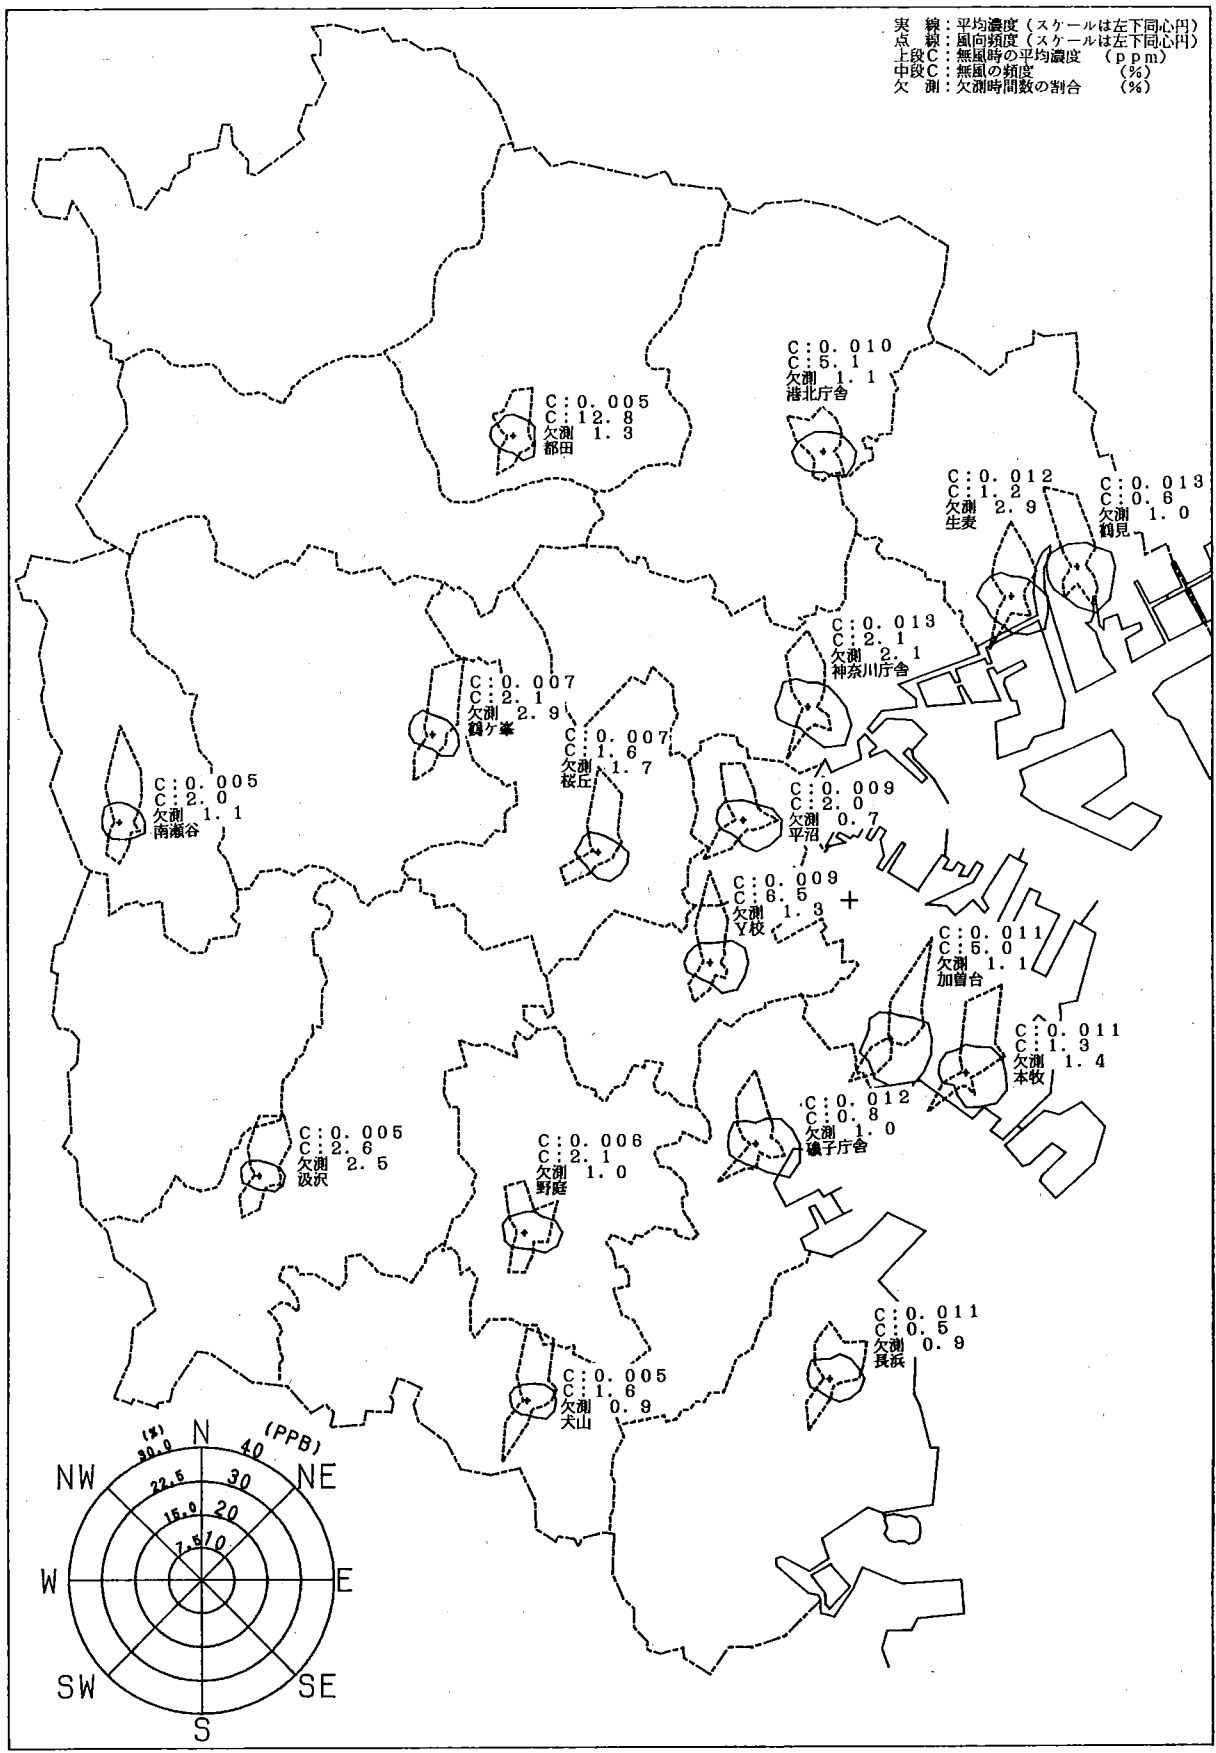 実　線：平均濃度（スケールは左下同心円）
点　線：風向頻度（スケールは左下同心円）
上段C：無風時の平均濃度　（ppm）
中段C：無風の頻度　（%）
欠　測：欠測時間数の割合　（%）
C：0.010
C：5.1
欠測　1.1
港北庁舎
C：0.005
C：12.8
欠測　1.3
都田
C：0.012
C：1.2
欠測　2.9
生麦
C：0.013
C：0.6
欠測　1.0
鶴見
C：0.013
C：2.1
欠測　2.1
神奈川庁舎
C：0.007
C：2.1
欠測　2.9
鶴ケ峯
C：0.007
C：1.6
欠測　1.7
桜丘
C：0.005
C：2.0
欠測　1.1
南瀬谷
C：0.009
C：2.0
欠測　0.7
平沼
C：0.009
C：6.5
欠測　1.3
Y校
C：0.011
C：5.0
欠測　1.1
加曽台
C：0.011
C：1.3
欠測　1.4
本牧
C：0.012
C：0.8
欠測　1.0
磯子庁舎
C：0.005
C：2.6
欠測　2.5
汲沢
C：0.006
C：2.1
欠測　1.0
野庭
C：0.011
C：0.5
欠測　0.9
長浜
C：0.005
C：1.6
欠測　0.9
犬山
(%) N (PPB)
30.0 40
NW 22.5 30 NE
15.0 20
7.5 10
W E
SW SE
S